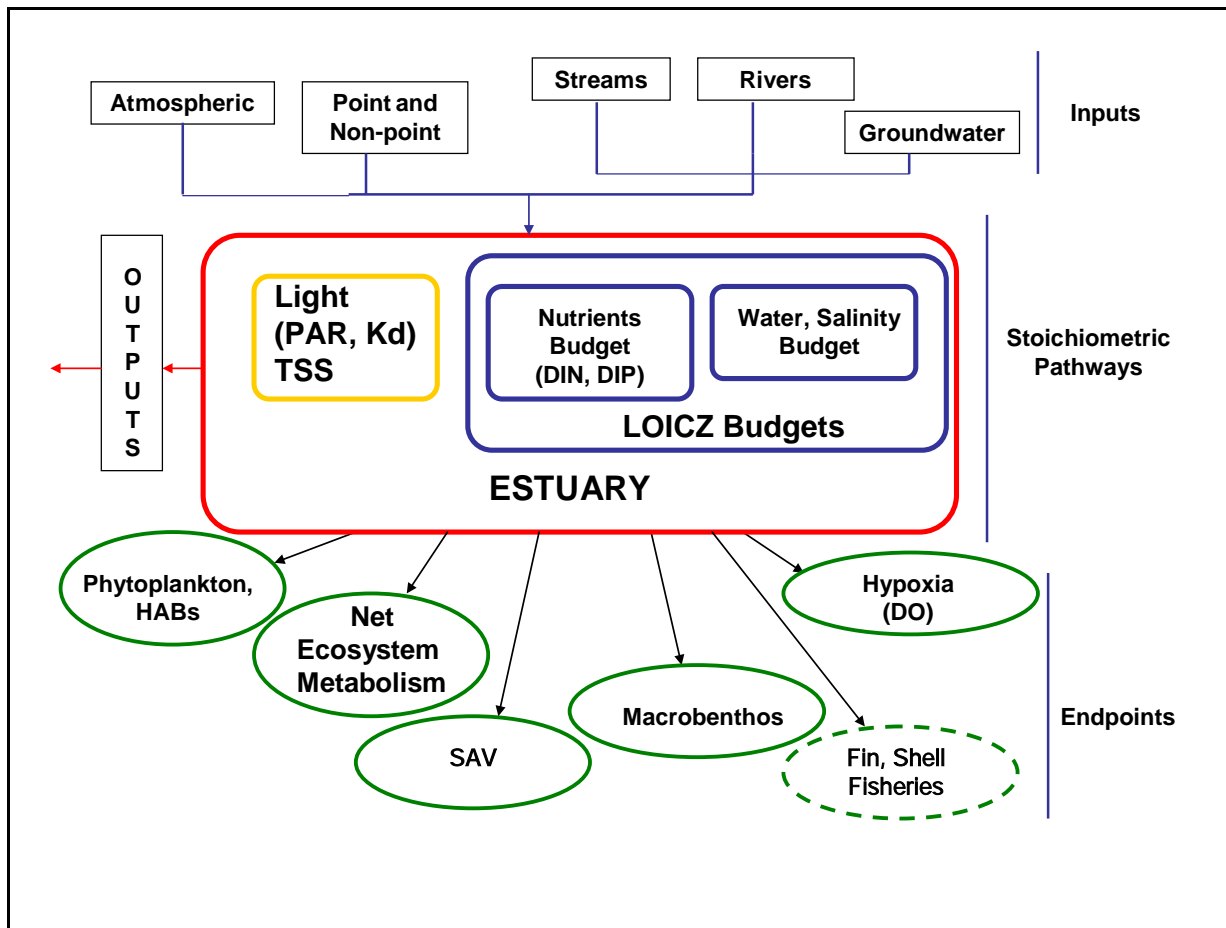 Streams
Rivers
Atmospheric
Point and
Non-point
Groundwater
Inputs
O
U
T
P
U
T
S
Light
(PAR, Kd)
TSS
Nutrients
Budget
(DIN, DIP)
Water, Salinity
Budget
LOICZ Budgets
ESTUARY
Stoichiometric
Pathways
Phytoplankton,
HABs
Net
Ecosystem
Metabolism
SAV
Macrobenthos
Hypoxia
(DO)
Fin, Shell
Fisheries
Endpoints